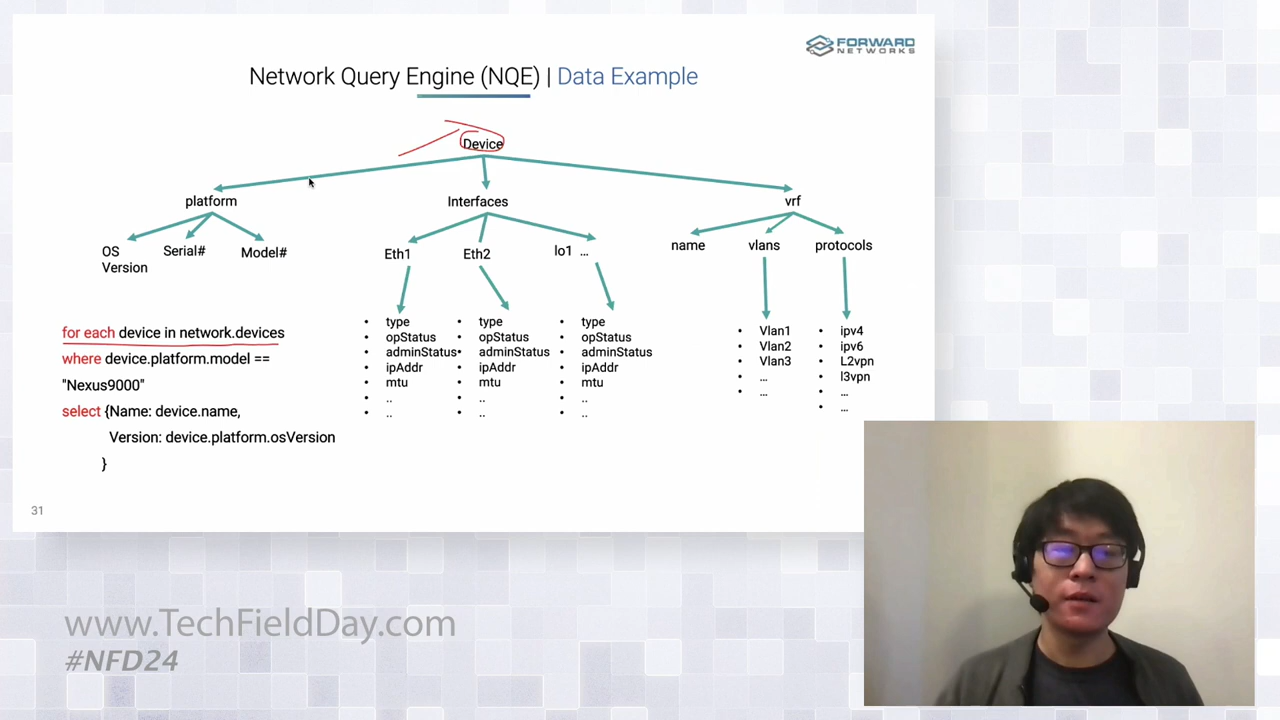 FORWARD
NETWORKS
Network Query Engine (NQE) | Data Example
Device
platform
Interfaces
vrf
OS
Version
Serial#
Model#
Eth1
Eth2
lo1 ...
name
vlans
protocols
for each device in network.devices
where device.platform.model ==
"Nexus9000"
select {Name: device.name,
Version: device.platform.osVersion
}
• type
• opStatus
• adminStatus
• ipAddr
• mtu
• ..
• ..
• type
• opStatus
• adminStatus
• ipAddr
• mtu
• ..
• ..
• type
• opStatus
• adminStatus
• ipAddr
• mtu
• ..
• ..
• Vlan1
• Vlan2
• Vlan3
• ...
• ...
• ipv4
• ipv6
• L2vpn
• l3vpn
• ...
• ...
31
www.TechFieldDay.com
#NFD24